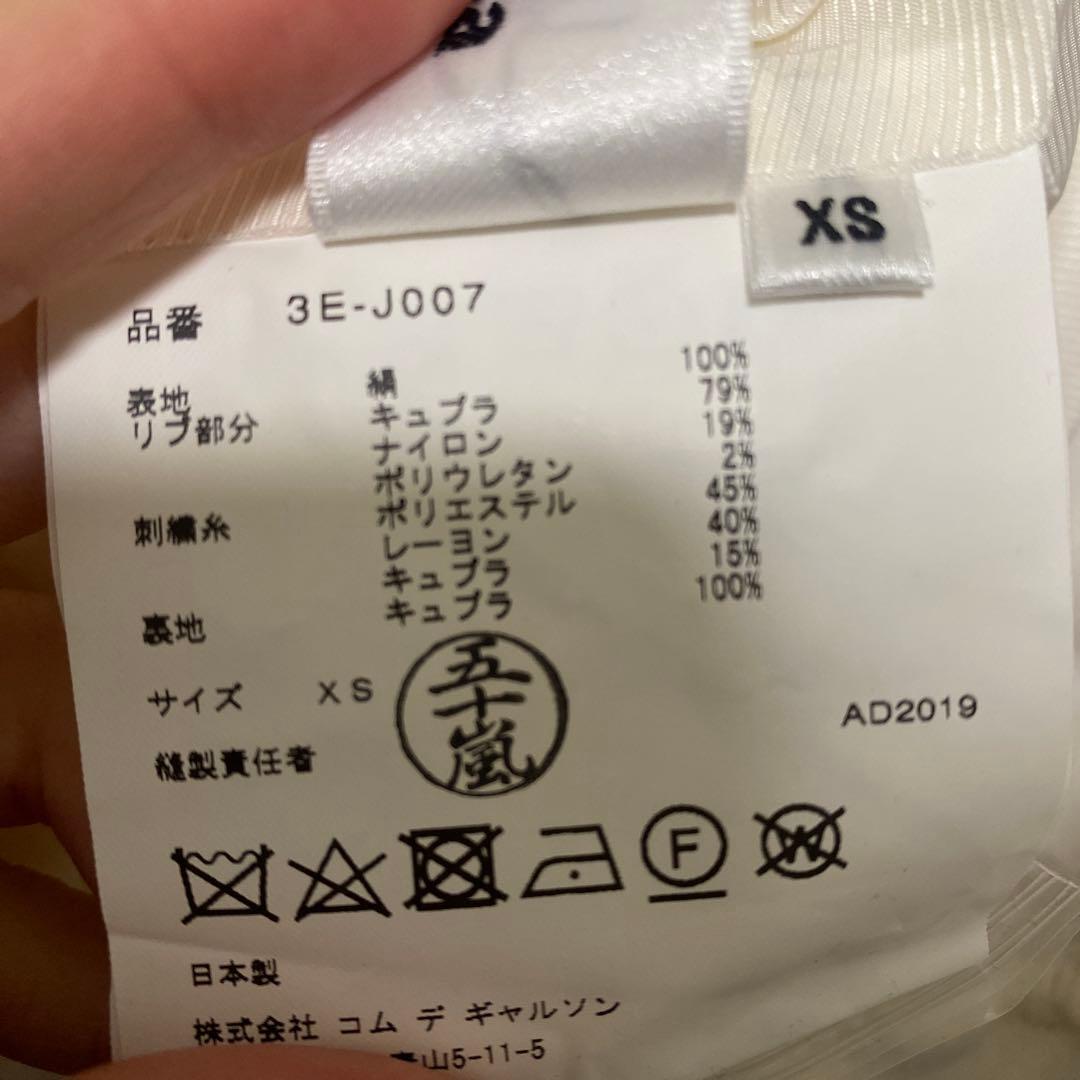 XS
品番 3E-J007
表地 絹 100%
リブ部分 キュプラ 79%
ナイロン 19%
ポリウレタン 2%
刺繍糸 ポリエステル 45%
レーヨン 40%
キュプラ 15%
裏地 キュプラ 100%
サイズ XS
縫製責任者 五十嵐
AD2019
F
W
日本製
株式会社 コム デ ギャルソン
青山5-11-5